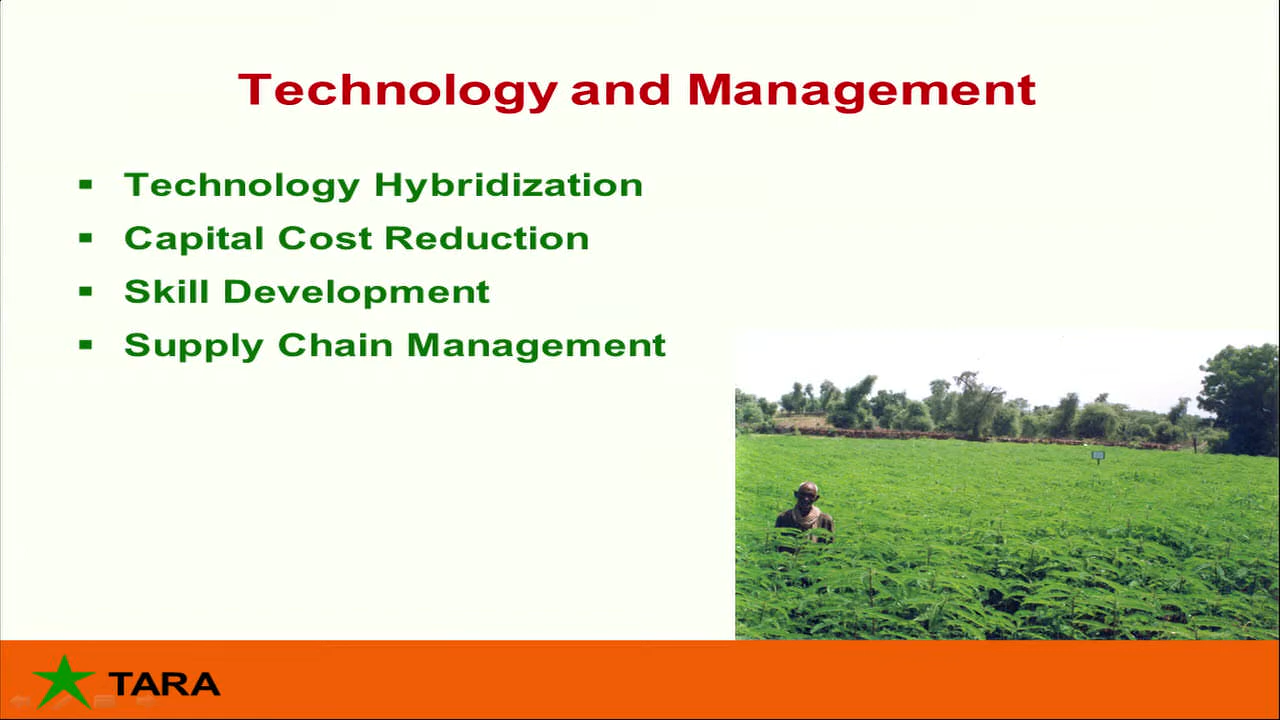 Technology and Management
▪ Technology Hybridization
▪ Capital Cost Reduction
▪ Skill Development
▪ Supply Chain Management
TARA